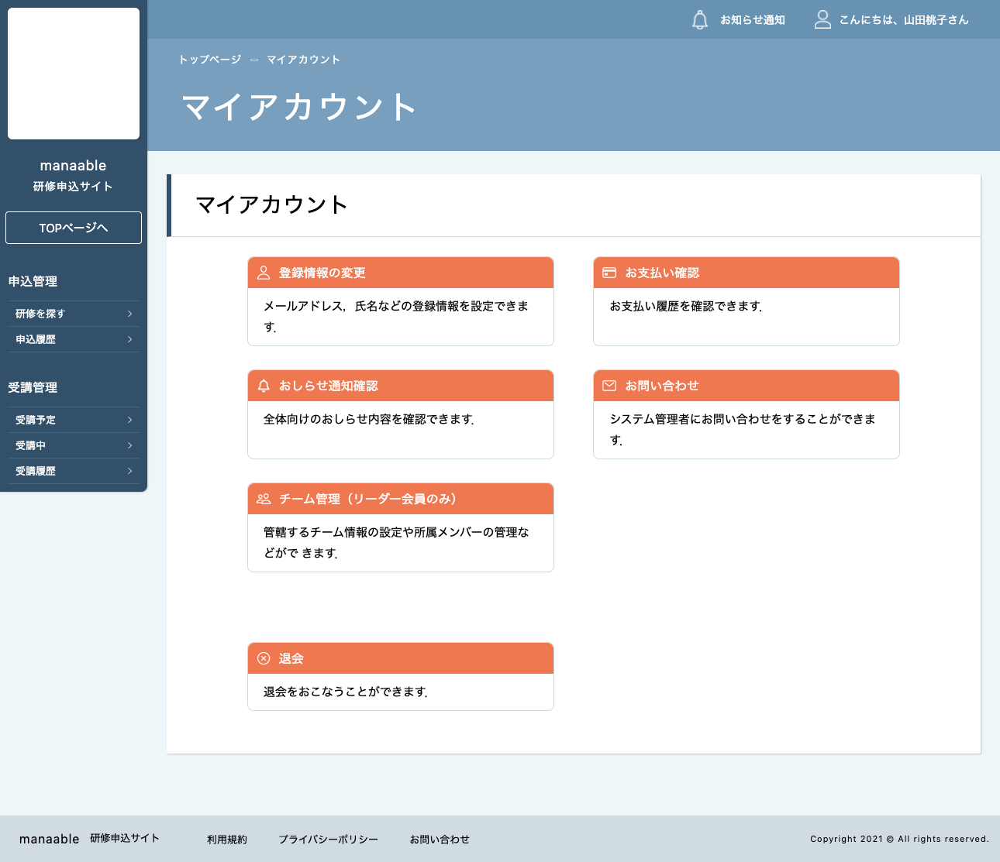 お知らせ通知
こんにちは、山田桃子さん
トップページ ― マイアカウント
マイアカウント
manaable
研修申込サイト
TOPページへ
申込管理
研修を探す
申込履歴
受講管理
受講予定
受講中
受講履歴
マイアカウント
登録情報の変更
メールアドレス，氏名などの登録情報を設定できま
す．
お支払い確認
お支払い履歴を確認できます．
おしらせ通知確認
全体向けのおしらせ内容を確認できます．
お問い合わせ
システム管理者にお問い合わせをすることができま
す．
チーム管理（リーダー会員のみ）
管轄するチーム情報の設定や所属メンバーの管理な
どがで きます．
退会
退会をおこなうことができます．
manaable 研修申込サイト
利用規約
プライバシーポリシー
お問い合わせ
Copyright 2021 © All rights reserved.